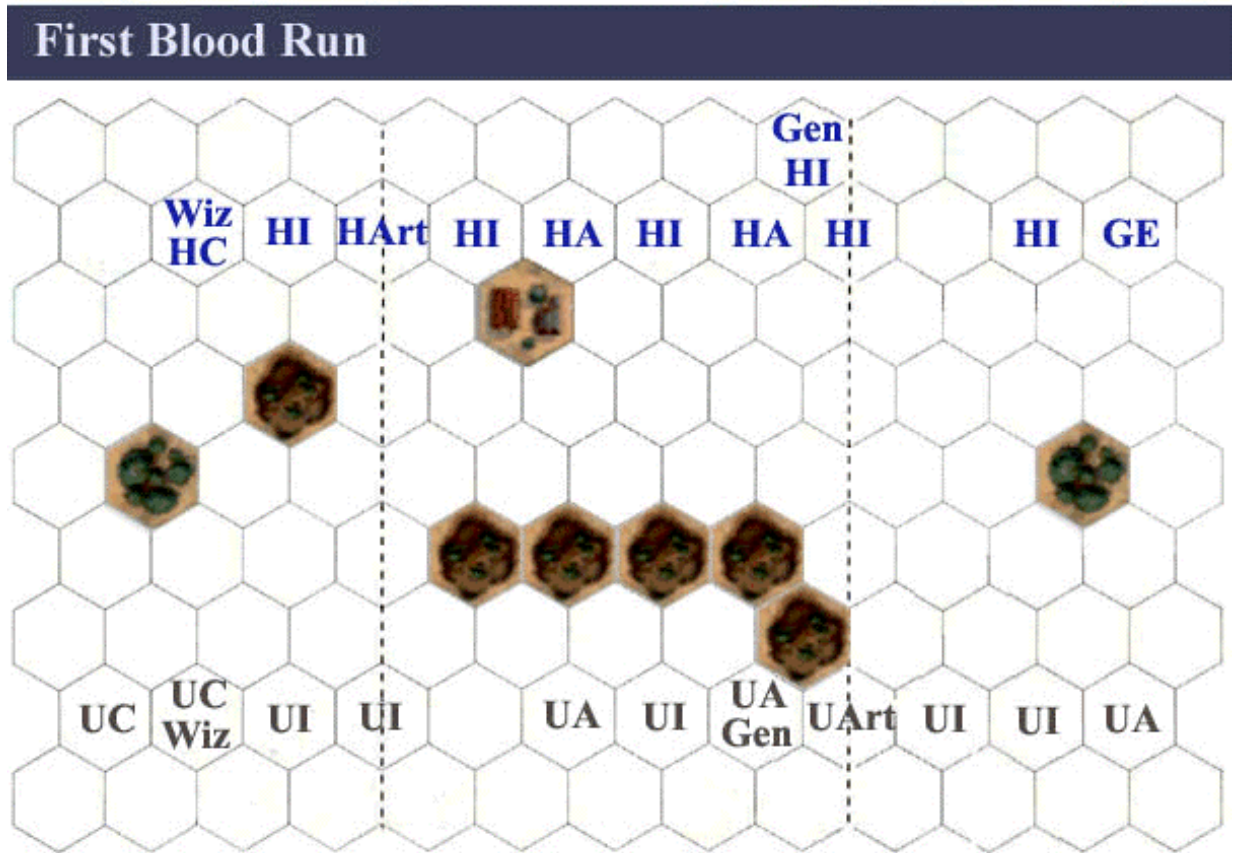 First Blood Run
Gen
HI
Wiz
HC
HI
HArt
HI
HA
HI
HA
HI
HI
GE
UC
UC
Wiz
UI
UI
UA
UI
UA
Gen
UArt
UI
UI
UA